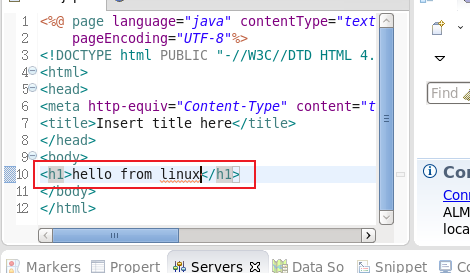 1 <%@ page language="java" contentType="text
2 pageEncoding="UTF-8"%>
3 <!DOCTYPE html PUBLIC "-//W3C//DTD HTML 4.
4 <html>
5 <head>
6 <meta http-equiv="Content-Type" content="t
7 <title>Insert title here</title>
8 </head>
9 <body>
10 <h1>hello from linux</h1>
11 </body>
12 </html>
Find
Con
ALM
loca
Markers Propert Servers Data So